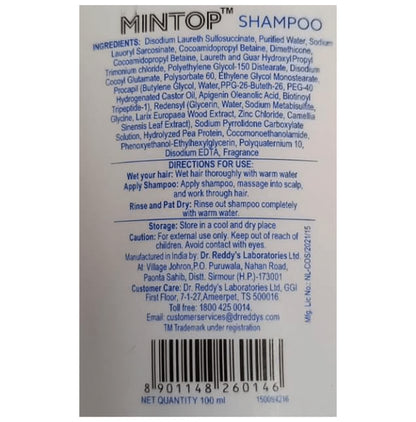 MINTOP™ SHAMPOO
INGREDIENTS: Disodium Laureth Sulfosuccinate, Purified Water, Sodium
Lauroyl Sarcosinate, Cocoamidopropyl Betaine, Dimethicone,
Cocoamidopropyl Betaine, Laureth and Guar HydroxylPropyl
Trimonium chloride, Polyethylene Glycol-150 Distearate, Disodium
Cocoyl Glutamate, Polysorbate 60, Ethylene Glycol Monostearate,
Procapil (Butylene Glycol, Water,PPG-26-Buteth-26, PEG-40
Hydrogenated Castor Oil, Apigenin Oleanolic Acid, Biotinoyl
Tripeptide-1), Redensyl (Glycerin, Water, Sodium Metabisulfite,
Glycine, Larix Europaea Wood Extract, Zinc Chloride, Camellia
Sinensis Leaf Extract), Sodium Pyrrolidone Carboxylate
Solution, Hydrolyzed Pea Protein, Cocomonoethanolamide,
Phenoxyethanol-Ethylhexylglycerin, Polyquaternium 10,
Disodium EDTA, Fragrance
DIRECTIONS FOR USE:
Wet your hair: Wet hair thoroughly with warm water
Apply Shampoo: Apply shampoo, massage into scalp,
and work through hair.
Rinse and Pat Dry: Rinse out shampoo completely
with warm water.
Storage: Store in a cool and dry place
Caution: For external use only. Keep out of reach of
children. Avoid contact with eyes.
Manufactured in India by: Dr. Reddy's Laboratories Ltd.
At: Village Johron,P.O. Puruwala, Nahan Road,
Paonta Sahib, Distt. Sirmour (H.P.)-173001
Customer Care: Dr. Reddy's Laboratories Ltd, GGI
First Floor, 7-1-27,Ameerpet, TS 500016
Toll free: 1800 425 0014.
Email: customerservices@drreddys.com
TM Trademark under registration
Mfg. Lic No.: NL-COS/2021/15
8 901148 260146
NET QUANTITY 100 ml 150094216